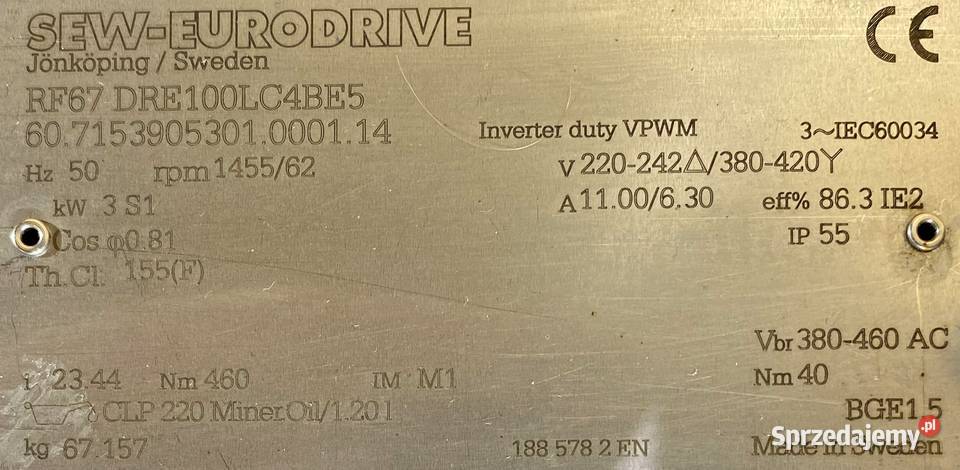 SEW-EURODRIVE
Jönköping / Sweden
CE
RF67 DRE100LC4BE5
60.7153905301.0001.14 Inverter duty VPWM 3~IEC60034
Hz 50 rpm 1455/62 V 220-242△/380-420Y
kW 3 S1 A 11.00/6.30 eff% 86.3 IE2
Cos φ0.81 IP 55
Th.Cl. 155(F)
Vbr 380-460 AC
i 23.44 Nm 460 IM M1 Nm 40
CLP 220 Miner.Oil/1.20 l BGE1.5
kg 67.157 188 578 2 EN Made in Sweden
Sprzedajemy.pl